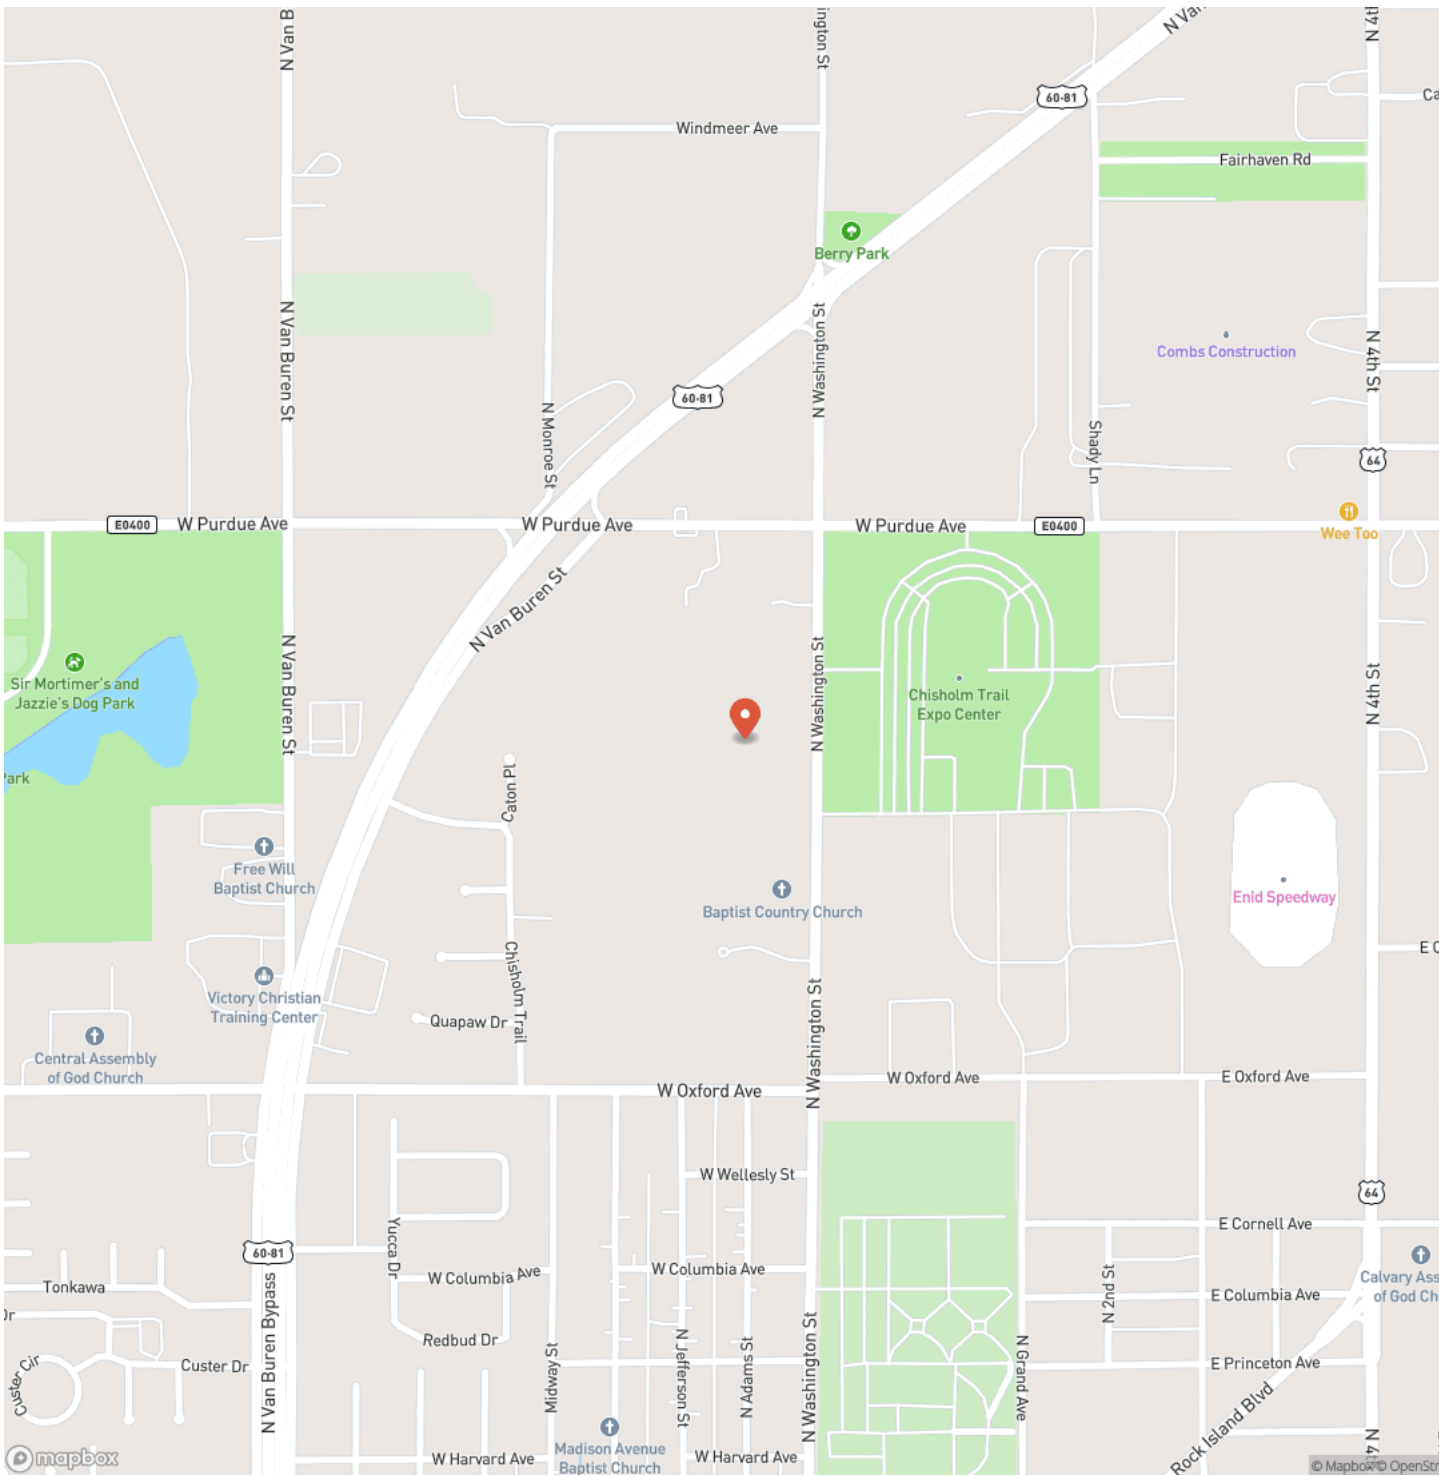 N Van B
ington St
N Van
N 4th
60-81
Ca
Windmeer Ave
Fairhaven Rd
Berry Park
N Van Buren St
N Washington St
Combs Construction
N 4th St
60-81
N Monroe St
Shady Ln
64
E0400
W Purdue Ave
W Purdue Ave
W Purdue Ave
E0400
Wee Too
N Van Buren St
N Van Buren St
N Washington St
Sir Mortimer's and
Jazzie's Dog Park
Chisholm Trail
Expo Center
N 4th St
Park
Caton Pl
Free Will
Baptist Church
Baptist Country Church
Enid Speedway
Chisholm Trail
E O
Victory Christian
Training Center
Quapaw Dr
N Washington St
Central Assembly
of God Church
W Oxford Ave
W Oxford Ave
E Oxford Ave
W Wellesly St
64
E Cornell Ave
60-81
Yucca Dr
W Columbia Ave
W Columbia Ave
N 2nd St
Calvary Ass
of God Ch
Tonkawa
E Columbia Ave
Dr
N Van Buren Bypass
Redbud Dr
N Jefferson St
N Adams St
N Washington St
N Grand Ave
Custer Cir
Custer Dr
Midway St
E Princeton Ave
Rock Island Blvd
N 4t
Madison Avenue
Baptist Church
W Harvard Ave
W Harvard Ave
mapbox
© Mapbox © OpenStr